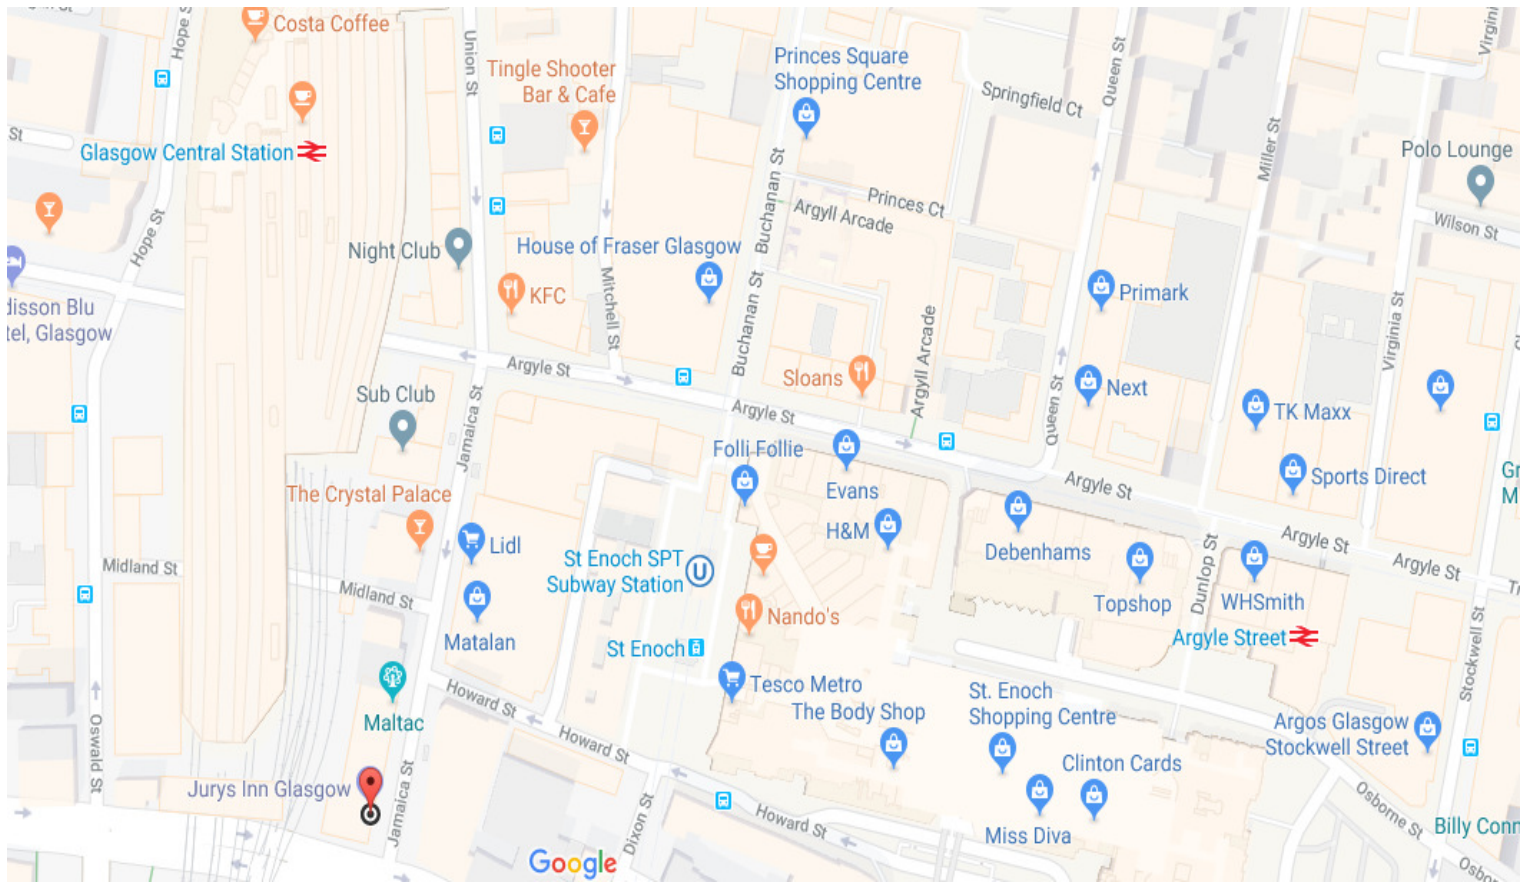 Costa Coffee
Hope S
Union St
Tingle Shooter
Bar & Cafe
Princes Square
Shopping Centre
Springfield Ct
Queen St
Virgini
Miller St
St
Glasgow Central Station
Polo Lounge
Hope St
Buchanan St
Princes Ct
Argyll Arcade
Wilson St
Night Club
House of Fraser Glasgow
KFC
Mitchell St
Buchanan St
Primark
Virginia St
disson Blu
tel, Glasgow
Argyle St
Argyll Arcade
Sloans
Next
Sub Club
Jamaica St
Argyle St
Queen St
TK Maxx
Folli Follie
Evans
Argyle St
Sports Direct
Gr
M
The Crystal Palace
H&M
Debenhams
Argyle St
Lidl
St Enoch SPT
Subway Station
U
Midland St
Midland St
Topshop
Dunlop St
WHSmith
Argyle St
Tr
Matalan
Nando's
Argyle Street
St Enoch
Stockwell St
Maltac
Howard St
Tesco Metro
The Body Shop
St. Enoch
Shopping Centre
Argos Glasgow
Stockwell Street
Oswald St
Howard St
Clinton Cards
Jurys Inn Glasgow
Jamaica St
Dixon St
Howard St
Miss Diva
Osborne St
Billy Conn
Google
Osbor